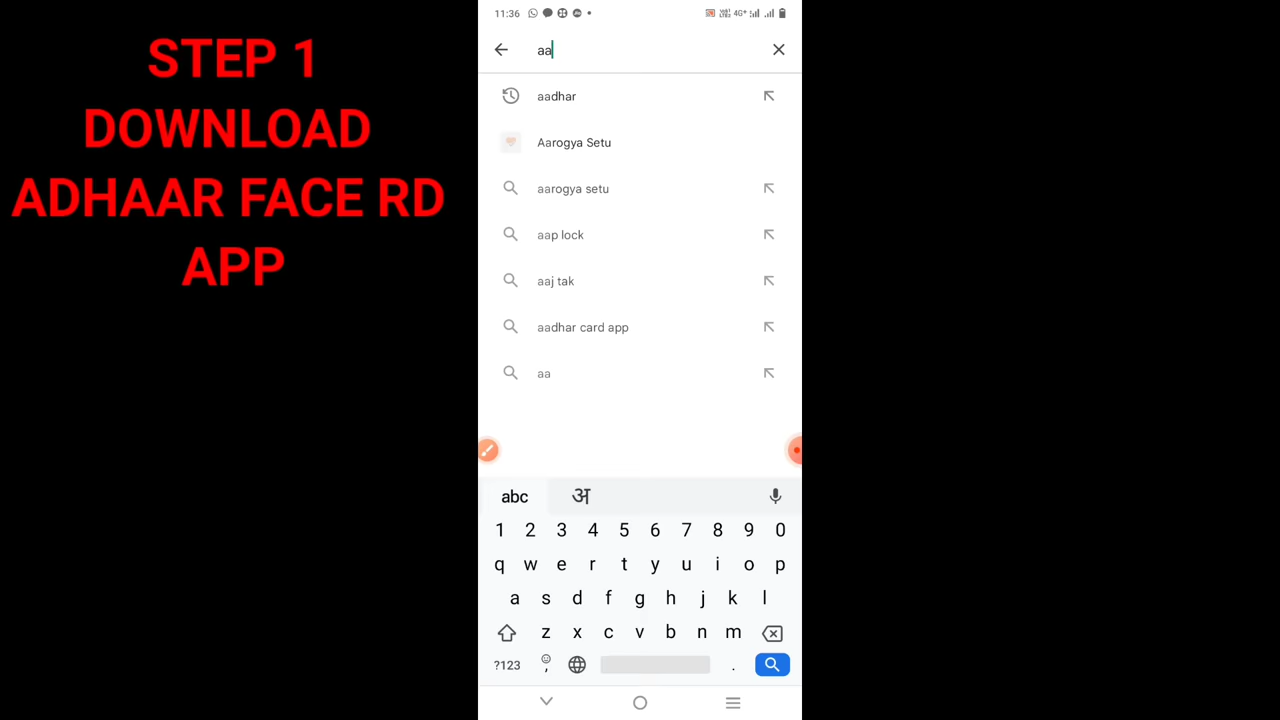 STEP 1
DOWNLOAD
ADHAAR FACE RD
APP
11:36
4G+
aa
aadhar
Aarogya Setu
aarogya setu
aap lock
aaj tak
aadhar card app
aa
abc अ
1 2 3 4 5 6 7 8 9 0
q w e r t y u i o p
a s d f g h j k l
z x c v b n m
?123 , .